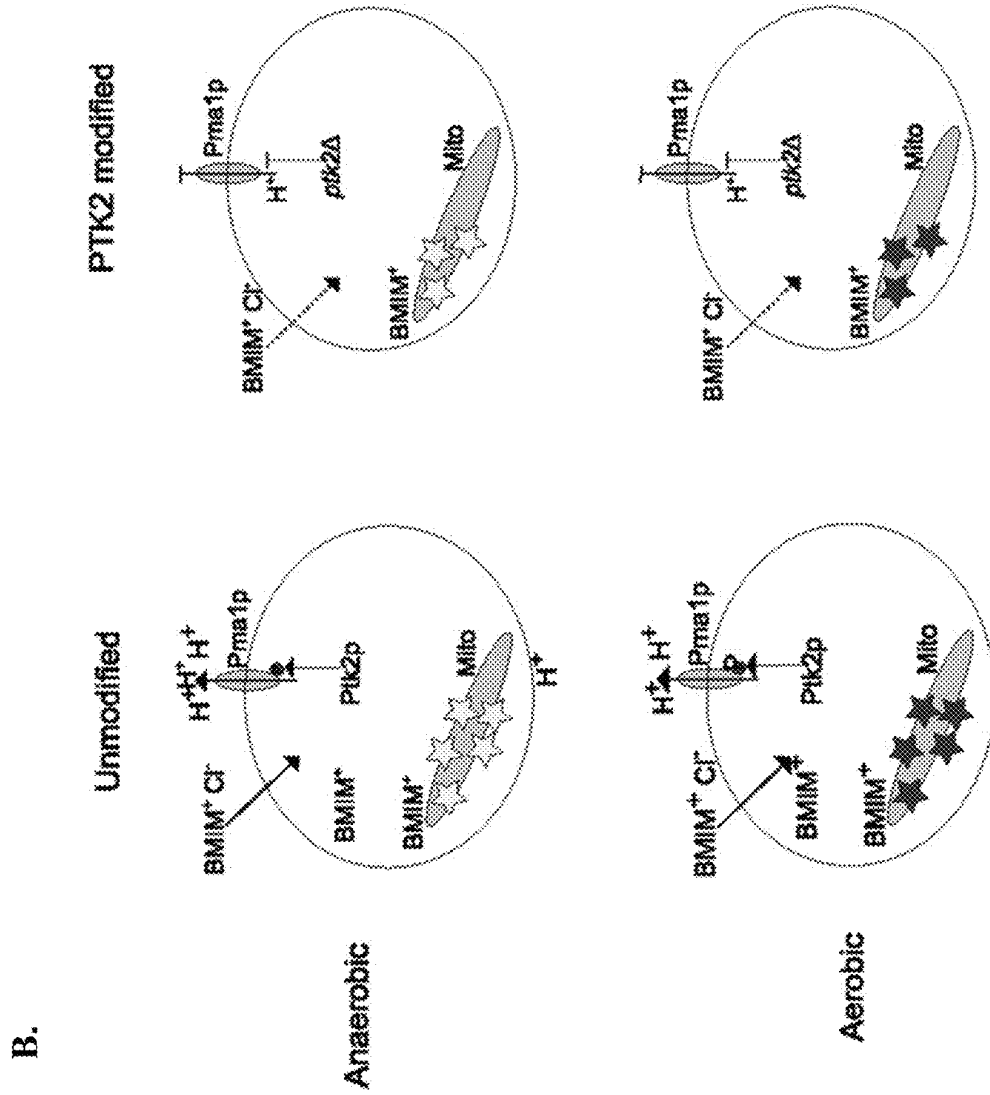 B.
Unmodified
PTK2 modified
Anaerobic
BMIM⁺ Cl⁻
H⁺H⁺ H⁺
Pma1p
BMIM⁺
Ptk2p
BMIM⁺
Mito
H⁺
BMIM⁺ Cl⁻
Pma1p
H⁺
ptk2Δ
BMIM⁺
Mito
Aerobic
BMIM⁺ Cl⁻
H⁺ H⁺
Pma1p
P
BMIM⁺
Ptk2p
BMIM⁺
Mito
BMIM⁺ Cl⁻
Pma1p
H⁺
ptk2Δ
BMIM⁺
Mito